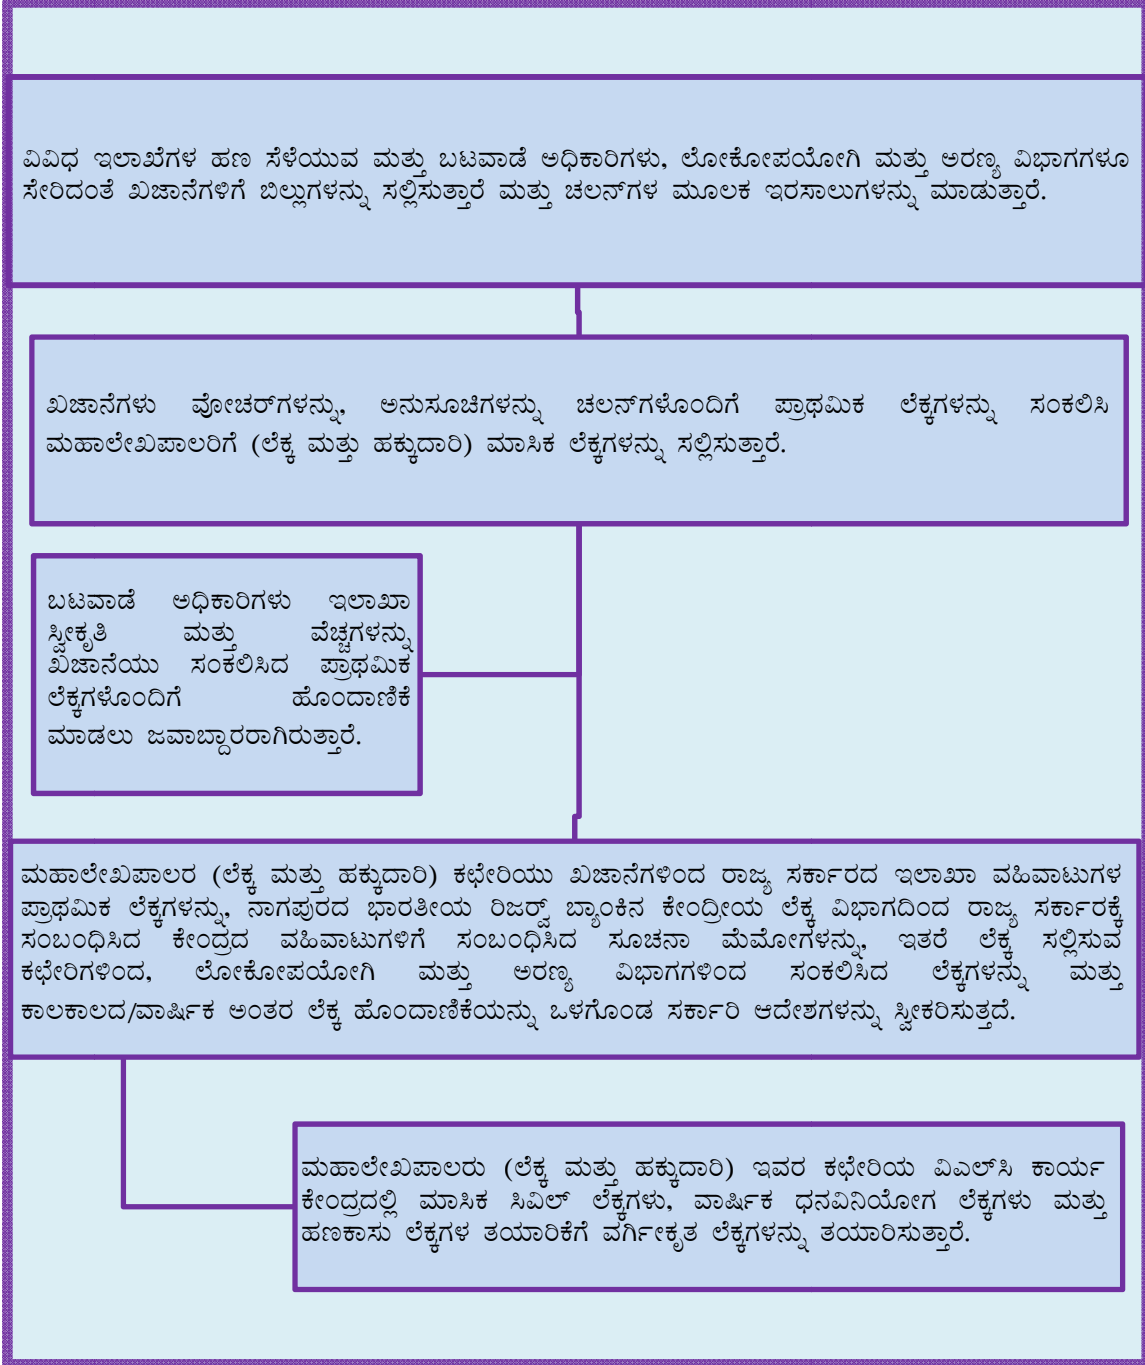 ವಿವಿಧ ಇಲಾಖೆಗಳ ಹಣ ಸೆಳೆಯುವ ಮತ್ತು ಬಟವಾಡೆ ಅಧಿಕಾರಿಗಳು, ಲೋಕೋಪಯೋಗಿ ಮತ್ತು ಅರಣ್ಯ ವಿಭಾಗಗಳೂ
ಸೇರಿದಂತೆ ಖಜಾನೆಗಳಿಗೆ ಬಿಲ್ಲುಗಳನ್ನು ಸಲ್ಲಿಸುತ್ತಾರೆ ಮತ್ತು ಚಲನ್‌ಗಳ ಮೂಲಕ ಇರಸಾಲುಗಳನ್ನು ಮಾಡುತ್ತಾರೆ.
ಖಜಾನೆಗಳು ವೋಚರ್‌ಗಳನ್ನು, ಅನುಸೂಚಿಗಳನ್ನು ಚಲನ್‌ಗಳೊಂದಿಗೆ ಪ್ರಾಥಮಿಕ ಲೆಕ್ಕಗಳನ್ನು ಸಂಕಲಿಸಿ
ಮಹಾಲೇಖಪಾಲರಿಗೆ (ಲೆಕ್ಕ ಮತ್ತು ಹಕ್ಕುದಾರಿ) ಮಾಸಿಕ ಲೆಕ್ಕಗಳನ್ನು ಸಲ್ಲಿಸುತ್ತಾರೆ.
ಬಟವಾಡೆ ಅಧಿಕಾರಿಗಳು ಇಲಾಖಾ
ಸ್ವೀಕೃತಿ ಮತ್ತು ವೆಚ್ಚಗಳನ್ನು
ಖಜಾನೆಯು ಸಂಕಲಿಸಿದ ಪ್ರಾಥಮಿಕ
ಲೆಕ್ಕಗಳೊಂದಿಗೆ ಹೊಂದಾಣಿಕೆ
ಮಾಡಲು ಜವಾಬ್ದಾರರಾಗಿರುತ್ತಾರೆ.
ಮಹಾಲೇಖಪಾಲರ (ಲೆಕ್ಕ ಮತ್ತು ಹಕ್ಕುದಾರಿ) ಕಛೇರಿಯು ಖಜಾನೆಗಳಿಂದ ರಾಜ್ಯ ಸರ್ಕಾರದ ಇಲಾಖಾ ವಹಿವಾಟುಗಳ
ಪ್ರಾಥಮಿಕ ಲೆಕ್ಕಗಳನ್ನು, ನಾಗಪುರದ ಭಾರತೀಯ ರಿಜರ್ವ್ ಬ್ಯಾಂಕಿನ ಕೇಂದ್ರೀಯ ಲೆಕ್ಕ ವಿಭಾಗದಿಂದ ರಾಜ್ಯ ಸರ್ಕಾರಕ್ಕೆ
ಸಂಬಂಧಿಸಿದ ಕೇಂದ್ರದ ವಹಿವಾಟುಗಳಿಗೆ ಸಂಬಂಧಿಸಿದ ಸೂಚನಾ ಮೆಮೋಗಳನ್ನು, ಇತರೆ ಲೆಕ್ಕ ಸಲ್ಲಿಸುವ
ಕಛೇರಿಗಳಿಂದ, ಲೋಕೋಪಯೋಗಿ ಮತ್ತು ಅರಣ್ಯ ವಿಭಾಗಗಳಿಂದ ಸಂಕಲಿಸಿದ ಲೆಕ್ಕಗಳನ್ನು ಮತ್ತು
ಕಾಲಕಾಲದ/ವಾರ್ಷಿಕ ಅಂತರ ಲೆಕ್ಕ ಹೊಂದಾಣಿಕೆಯನ್ನು ಒಳಗೊಂಡ ಸರ್ಕಾರಿ ಆದೇಶಗಳನ್ನು ಸ್ವೀಕರಿಸುತ್ತದೆ.
ಮಹಾಲೇಖಪಾಲರು (ಲೆಕ್ಕ ಮತ್ತು ಹಕ್ಕುದಾರಿ) ಇವರ ಕಛೇರಿಯ ವಿಎಲ್‌ಸಿ ಕಾರ್ಯ
ಕೇಂದ್ರದಲ್ಲಿ ಮಾಸಿಕ ಸಿವಿಲ್ ಲೆಕ್ಕಗಳು, ವಾರ್ಷಿಕ ಧನವಿನಿಯೋಗ ಲೆಕ್ಕಗಳು ಮತ್ತು
ಹಣಕಾಸು ಲೆಕ್ಕಗಳ ತಯಾರಿಕೆಗೆ ವರ್ಗೀಕೃತ ಲೆಕ್ಕಗಳನ್ನು ತಯಾರಿಸುತ್ತಾರೆ.